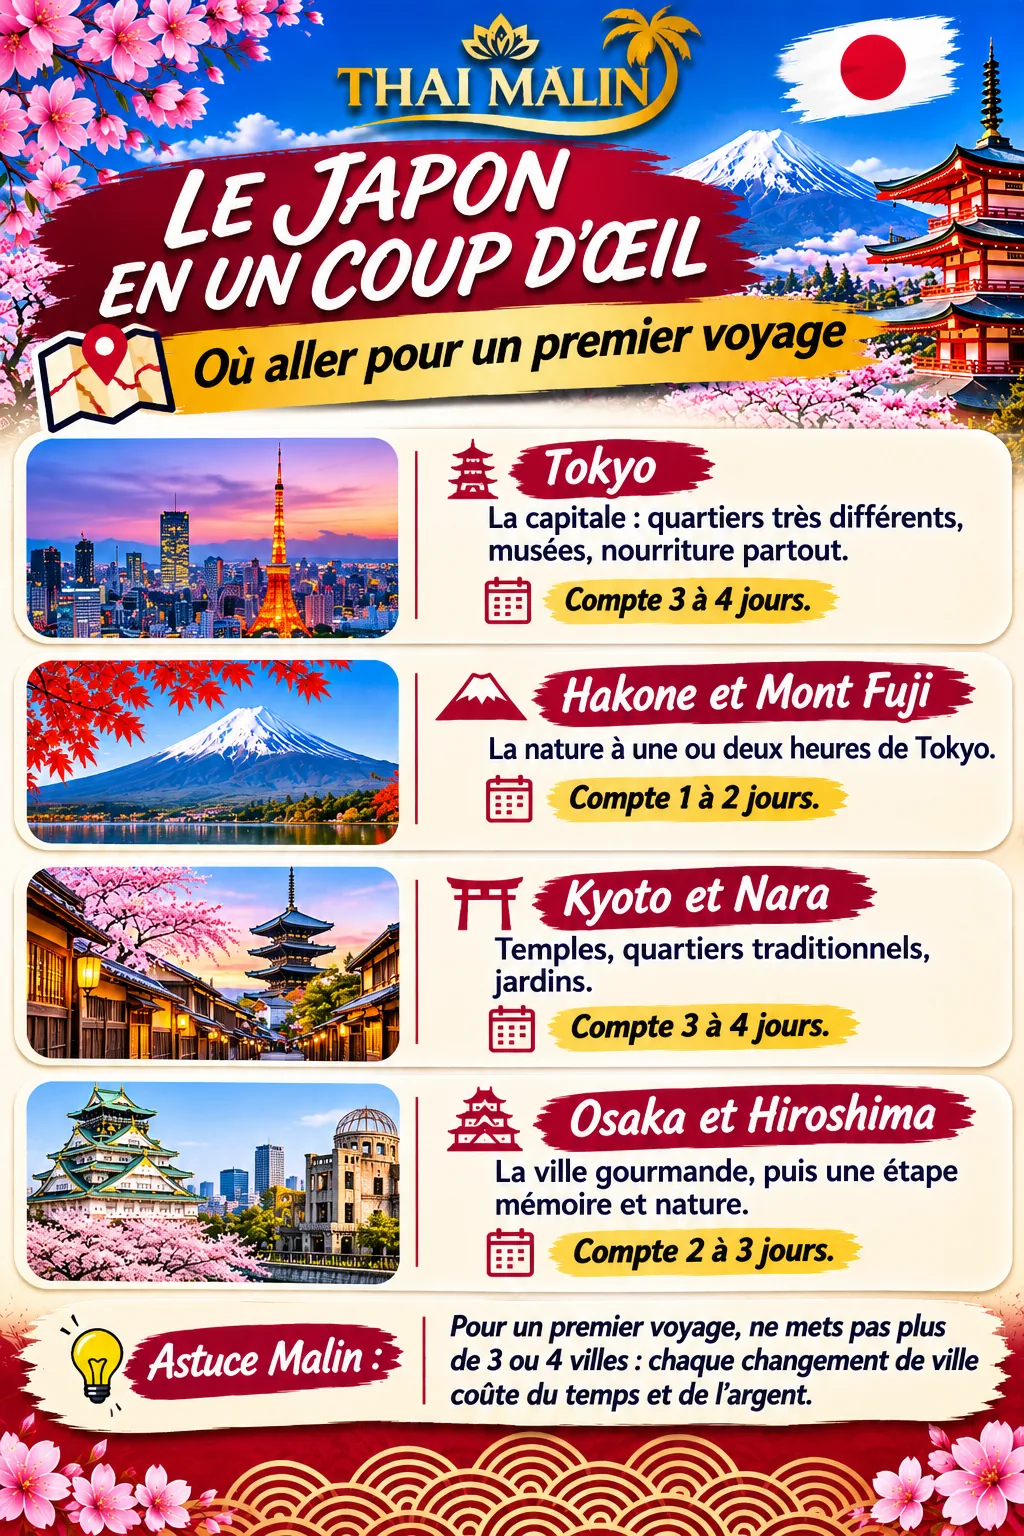 THAI MALIN
LE JAPON
EN UN COUP D'ŒIL
Où aller pour un premier voyage
Tokyo
La capitale : quartiers très différents,
musées, nourriture partout.
Compte 3 à 4 jours.
Hakone et Mont Fuji
La nature à une ou deux heures de Tokyo.
Compte 1 à 2 jours.
Kyoto et Nara
Temples, quartiers traditionnels,
jardins.
Compte 3 à 4 jours.
Osaka et Hiroshima
La ville gourmande, puis une étape
mémoire et nature.
Compte 2 à 3 jours.
Astuce Malin :
Pour un premier voyage, ne mets pas plus
de 3 ou 4 villes : chaque changement de ville
coûte du temps et de l'argent.